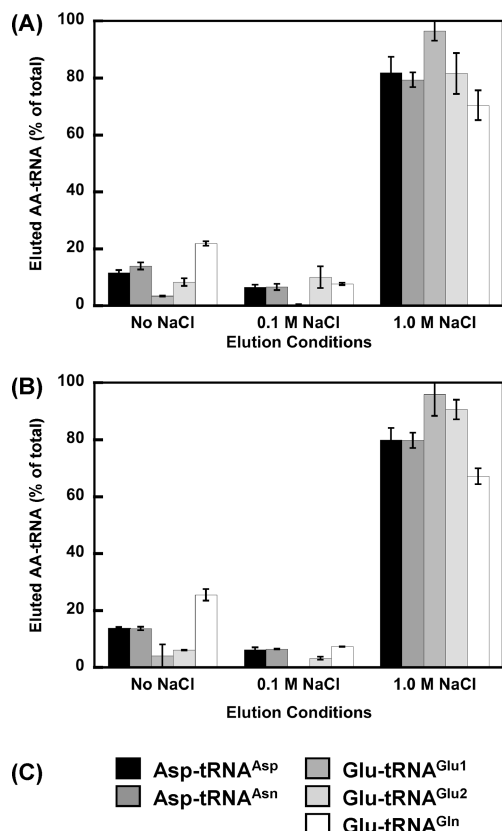 (A)
Eluted AA-tRNA (% of total)
100
80
60
40
20
0
No NaCl 0.1 M NaCl 1.0 M NaCl
Elution Conditions
(B)
Eluted AA-tRNA (% of total)
100
80
60
40
20
0
No NaCl 0.1 M NaCl 1.0 M NaCl
Elution Conditions
(C)
Asp-tRNAAsp Glu-tRNAGlu1
Asp-tRNAAsn Glu-tRNAGlu2
Glu-tRNAGln